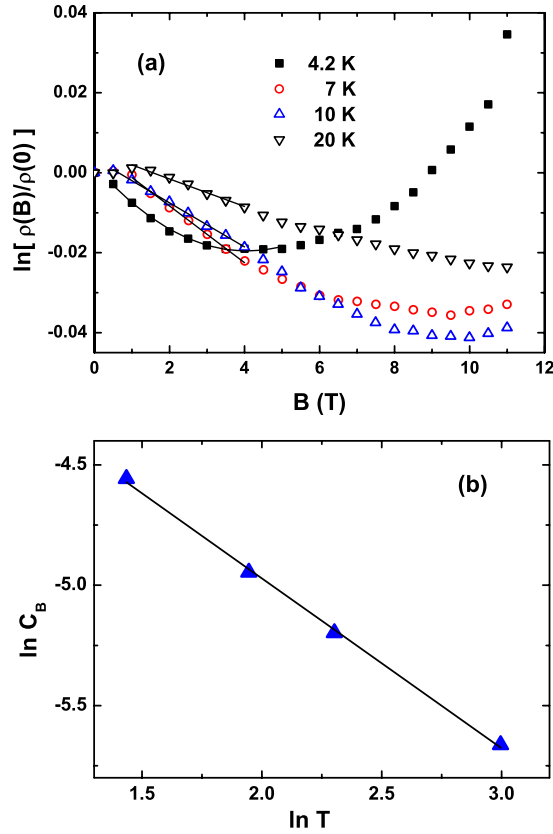 0.04
0.02
0.00
-0.02
-0.04
ln[ ρ(B)/ρ(0) ]
(a)
4.2 K
7 K
10 K
20 K
0 2 4 6 8 10 12
B (T)
-4.5
-5.0
-5.5
ln C_B
(b)
1.5 2.0 2.5 3.0
ln T